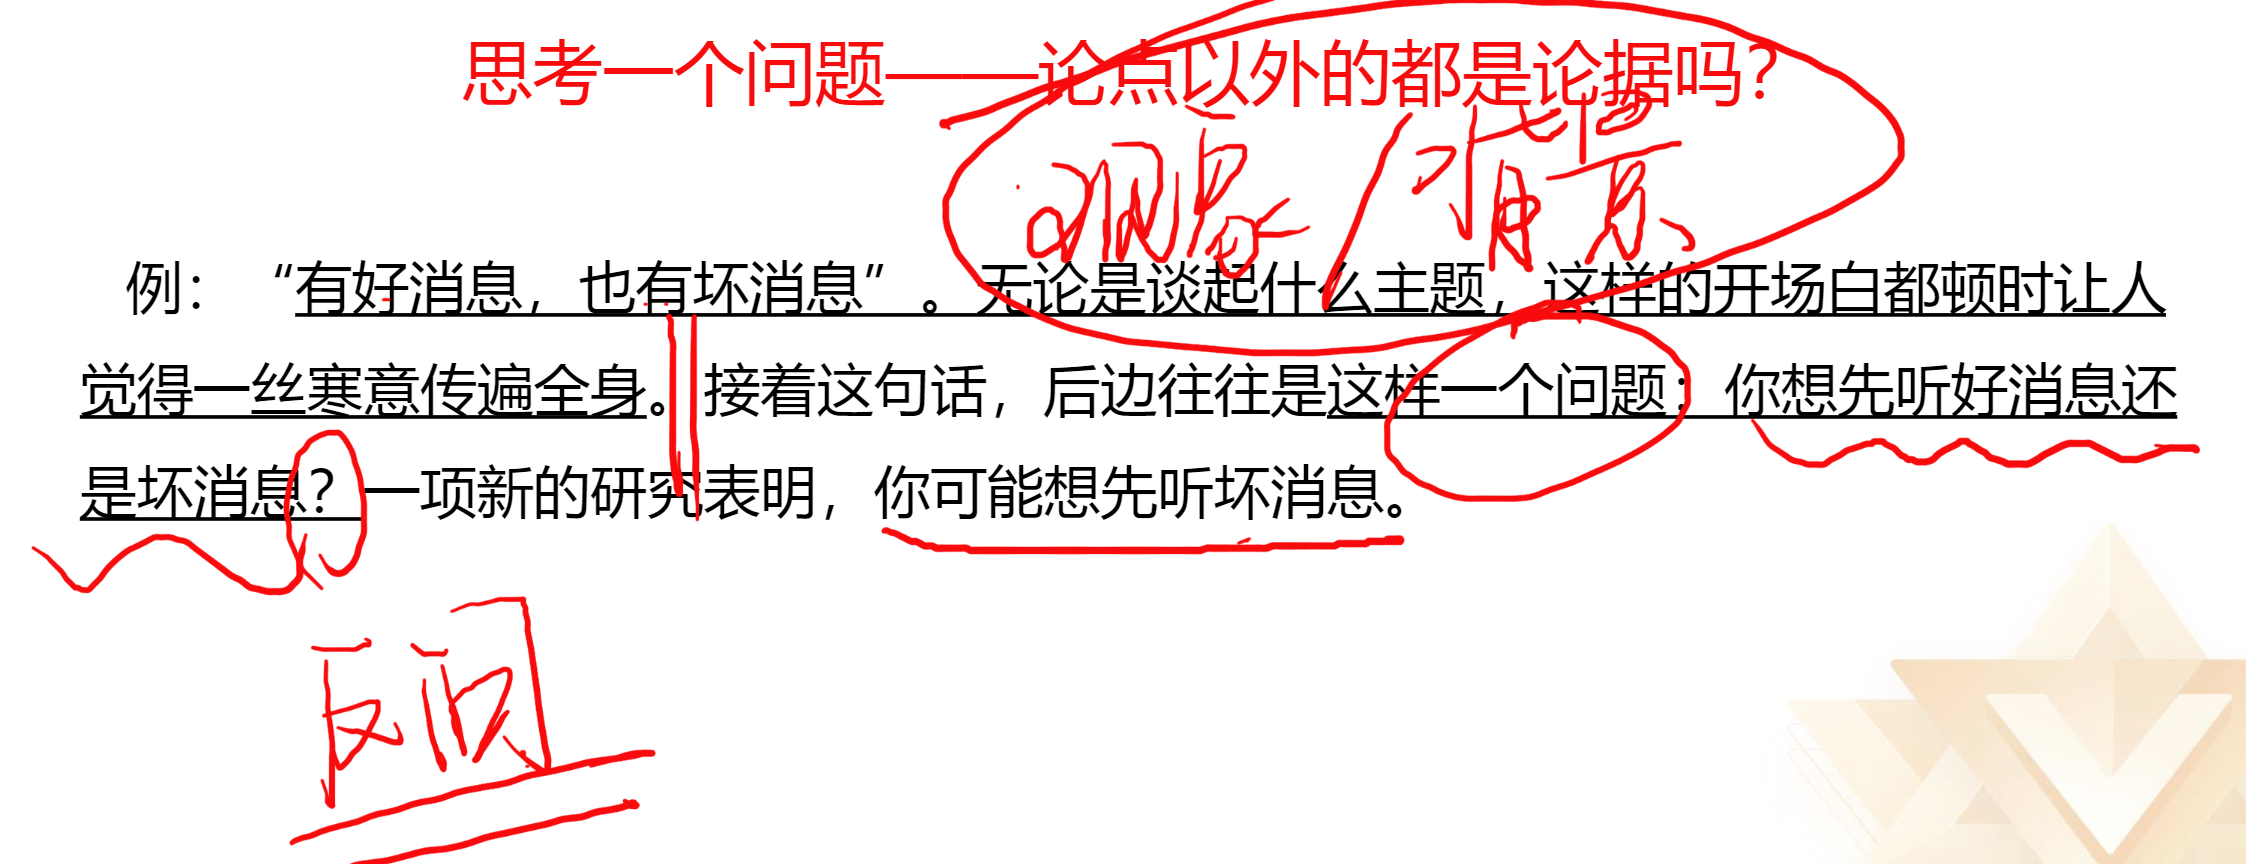 思考一个问题——论点以外的都是论据吗？
背景
例：“有好消息，也有坏消息”。无论是谈起什么主题，这样的开场白都顿时让人
觉得一丝寒意传遍全身。接着这句话，后边往往是这样一个问题：你想先听好消息还
是坏消息？一项新的研究表明，你可能想先听坏消息。
反问